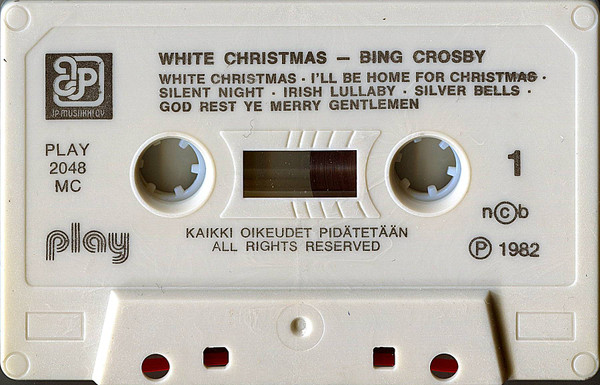 WHITE CHRISTMAS – BING CROSBY
WHITE CHRISTMAS · I'LL BE HOME FOR CHRISTMAS ·
SILENT NIGHT · IRISH LULLABY · SILVER BELLS ·
GOD REST YE MERRY GENTLEMEN
JP MUSIIKKI OY
PLAY
2048
MC
1
n©b
play
KAIKKI OIKEUDET PIDÄTETÄÄN
ALL RIGHTS RESERVED
℗ 1982